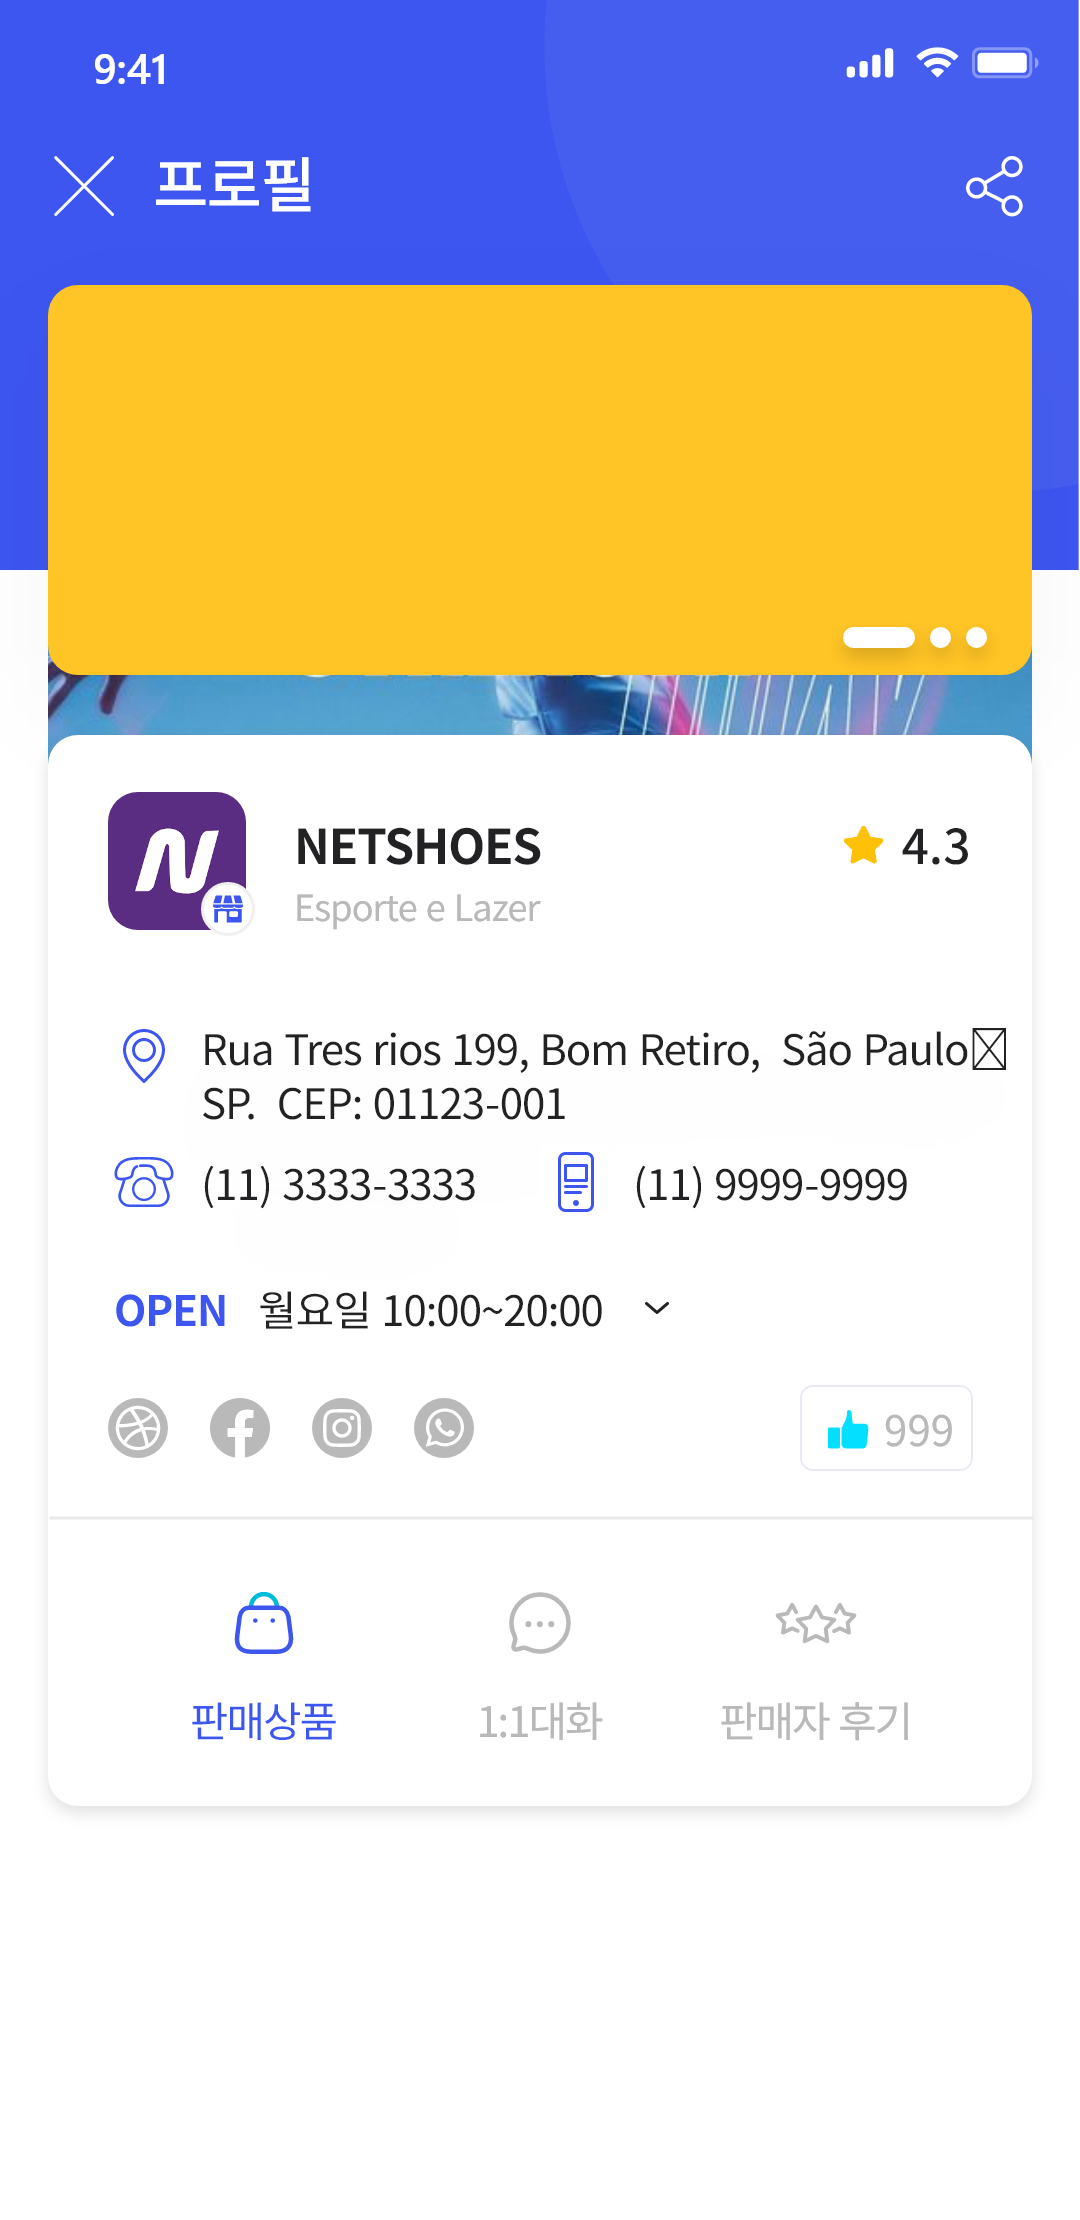 9:41
프로필
NETSHOES
4.3
Esporte e Lazer
Rua Tres rios 199, Bom Retiro,  São Paulo
SP.  CEP: 01123-001
(11) 3333-3333
(11) 9999-9999
OPEN 월요일 10:00~20:00
999
판매상품
1:1대화
판매자 후기